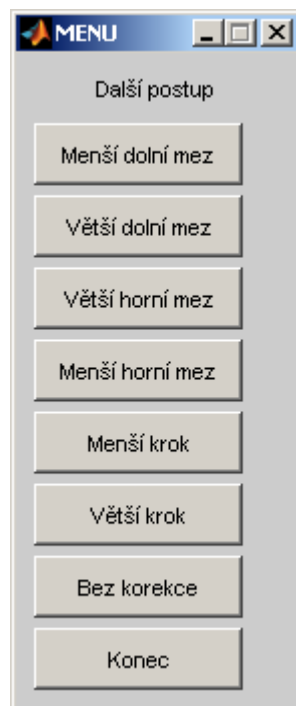 MENU
Další postup
Menší dolní mez
Větší dolní mez
Větší horní mez
Menší horní mez
Menší krok
Větší krok
Bez korekce
Konec